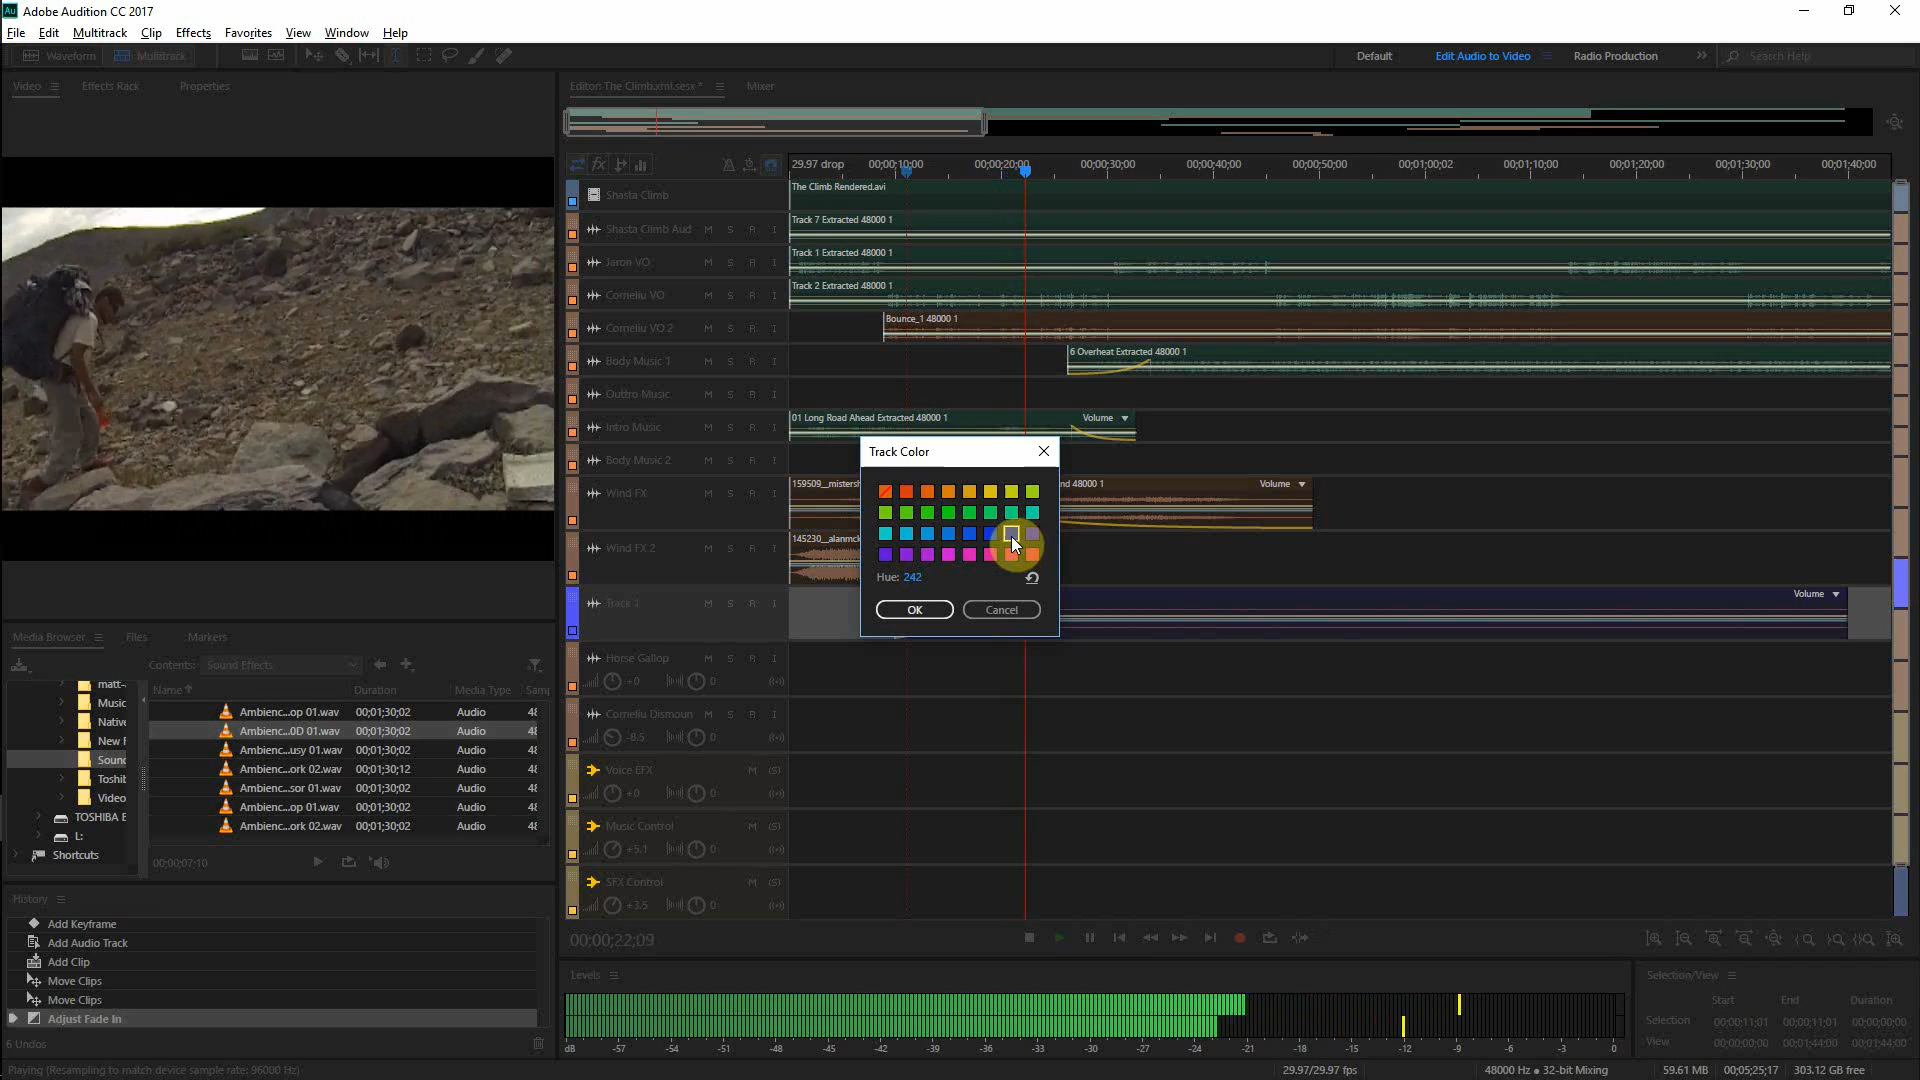 Au Adobe Audition CC 2017
File Edit Multitrack Clip Effects Favorites View Window Help
Waveform Multitrack Default Edit Audio to Video Radio Production Search Help
Video Effects Rack Properties
Editor: The Climb.xml.sesx * Mixer
29.97 drop 00;00;10;00 00;00;20;00 00;00;30;00 00;00;40;00 00;00;50;00 00;01;00;02 00;01;10;00 00;01;20;00 00;01;30;00 00;01;40;00
Shasta Climb The Climb Rendered.avi
Shasta Climb Aud M S R I Track 7 Extracted 48000 1
Jaron VO M S R I Track 1 Extracted 48000 1
Corneliu VO M S R I Track 2 Extracted 48000 1
Corneliu VO 2 M S R I Bounce_1 48000 1
Body Music 1 M S R I 6 Overheat Extracted 48000 1
Outtro Music M S R I
Intro Music M S R I 01 Long Road Ahead Extracted 48000 1 Volume
Body Music 2 M S R I
Wind FX M S R I 159509__mistersh nd 48000 1 Volume
Wind FX 2 M S R I 145230__alanmck
Track 1 M S R I Volume
Track Color
Hue: 242
OK Cancel
Horse Gallop M S R I
+0 0
Corneliu Dismoun M S R I
-8.5 0
Voice EFX M (S)
+0 0
Music Control M (S)
+5.1 0
SFX Control M (S)
+3.5 0
Media Browser Files Markers
Contents: Sound Effects
Name Duration Media Type Samp
matt-
Music
Native
New F
Sound
Toshib
Video
TOSHIBA E
L:
Shortcuts
Ambienc...op 01.wav 00;01;30;02 Audio 48
Ambienc...0D 01.wav 00;01;30;02 Audio 48
Ambienc...usy 01.wav 00;01;30;02 Audio 48
Ambienc...ork 02.wav 00;01;30;12 Audio 48
Ambienc...sor 01.wav 00;01;30;02 Audio 48
Ambienc...op 01.wav 00;01;30;02 Audio 48
Ambienc...ork 02.wav 00;01;30;02 Audio 48
00;00;07;10
History
Add Keyframe
Add Audio Track
Add Clip
Move Clips
Move Clips
Adjust Fade In
6 Undos
00;00;22;09
Levels
dB -57 -54 -51 -48 -45 -42 -39 -36 -33 -30 -27 -24 -21 -18 -15 -12 -9 -6 -3 0
Selection/View
Start End Duration
Selection 00;00;11;01 00;00;11;01 00;00;00;00
View 00;00;00;00 00;01;44;00 00;01;44;00
Playing (Resampling to match device sample rate: 96000 Hz) 29.97/29.97 fps 48000 Hz ● 32-bit Mixing 59.61 MB 00;05;25;17 303.12 GB free